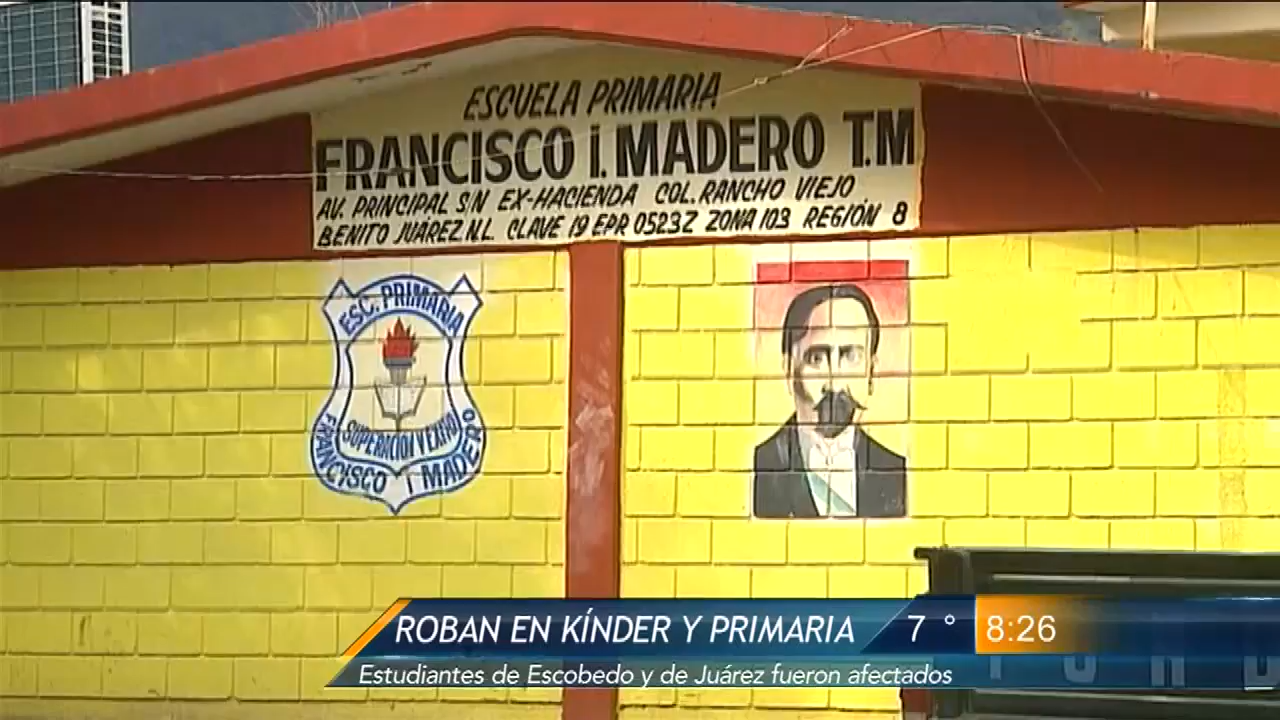 ESCUELA PRIMARIA
FRANCISCO I. MADERO T.M
AV. PRINCIPAL S/N EX-HACIENDA COL. RANCHO VIEJO
BENITO JUÁREZ N.L. CLAVE 19 EPR 0523Z ZONA 103 REGIÓN 8
ESC. PRIMARIA
SUPERACION Y EXITO
FRANCISCO I MADERO
ROBAN EN KÍNDER Y PRIMARIA 7 ° 8:26
Estudiantes de Escobedo y de Juárez fueron afectados